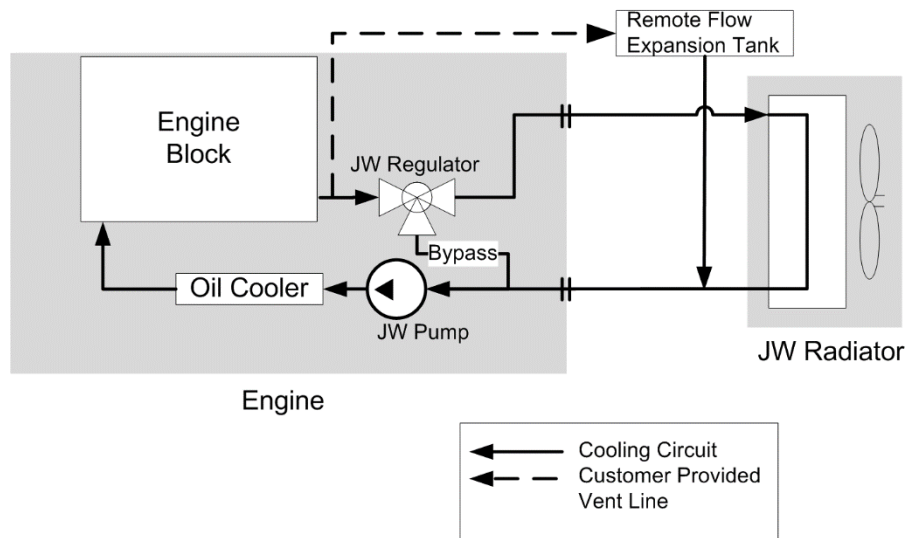 Remote Flow
Expansion Tank
Engine
Block
JW Regulator
Bypass
Oil Cooler
JW Pump
JW Radiator
Engine
Cooling Circuit
Customer Provided
Vent Line